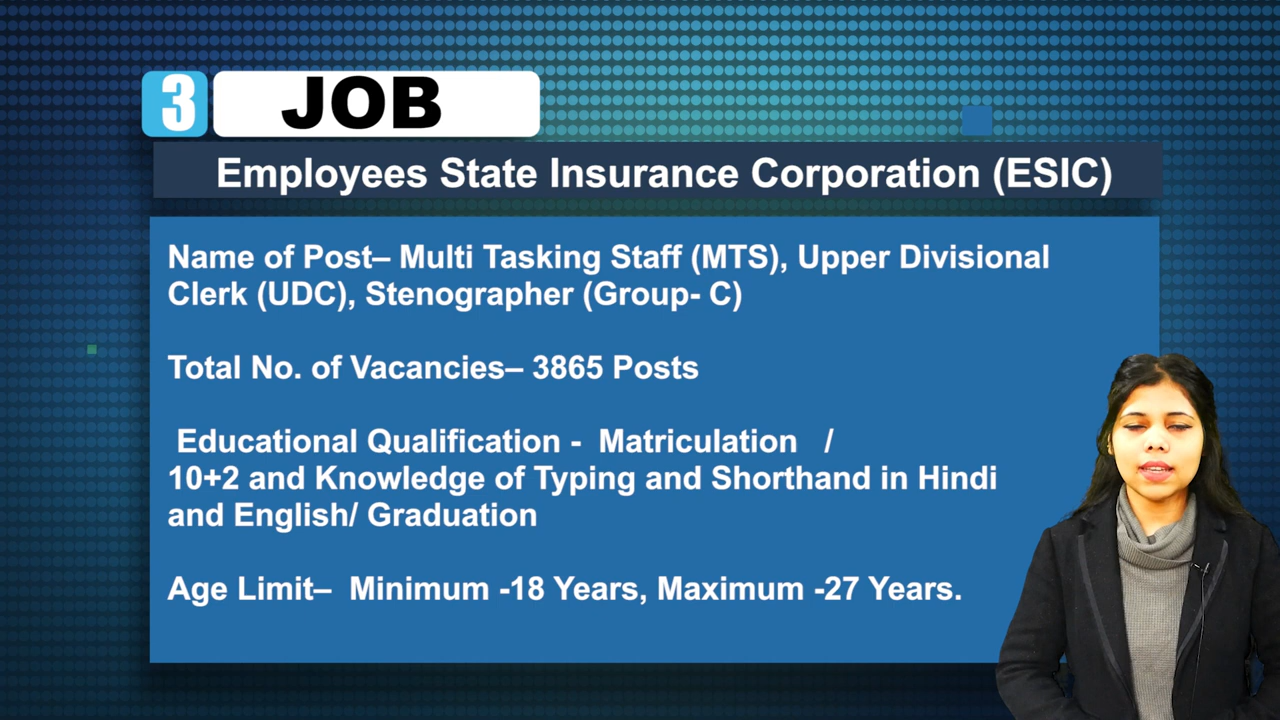 3 JOB
Employees State Insurance Corporation (ESIC)
Name of Post– Multi Tasking Staff (MTS), Upper Divisional
Clerk (UDC), Stenographer (Group- C)
Total No. of Vacancies– 3865 Posts
Educational Qualification - Matriculation /
10+2 and Knowledge of Typing and Shorthand in Hindi
and English/ Graduation
Age Limit– Minimum -18 Years, Maximum -27 Years.